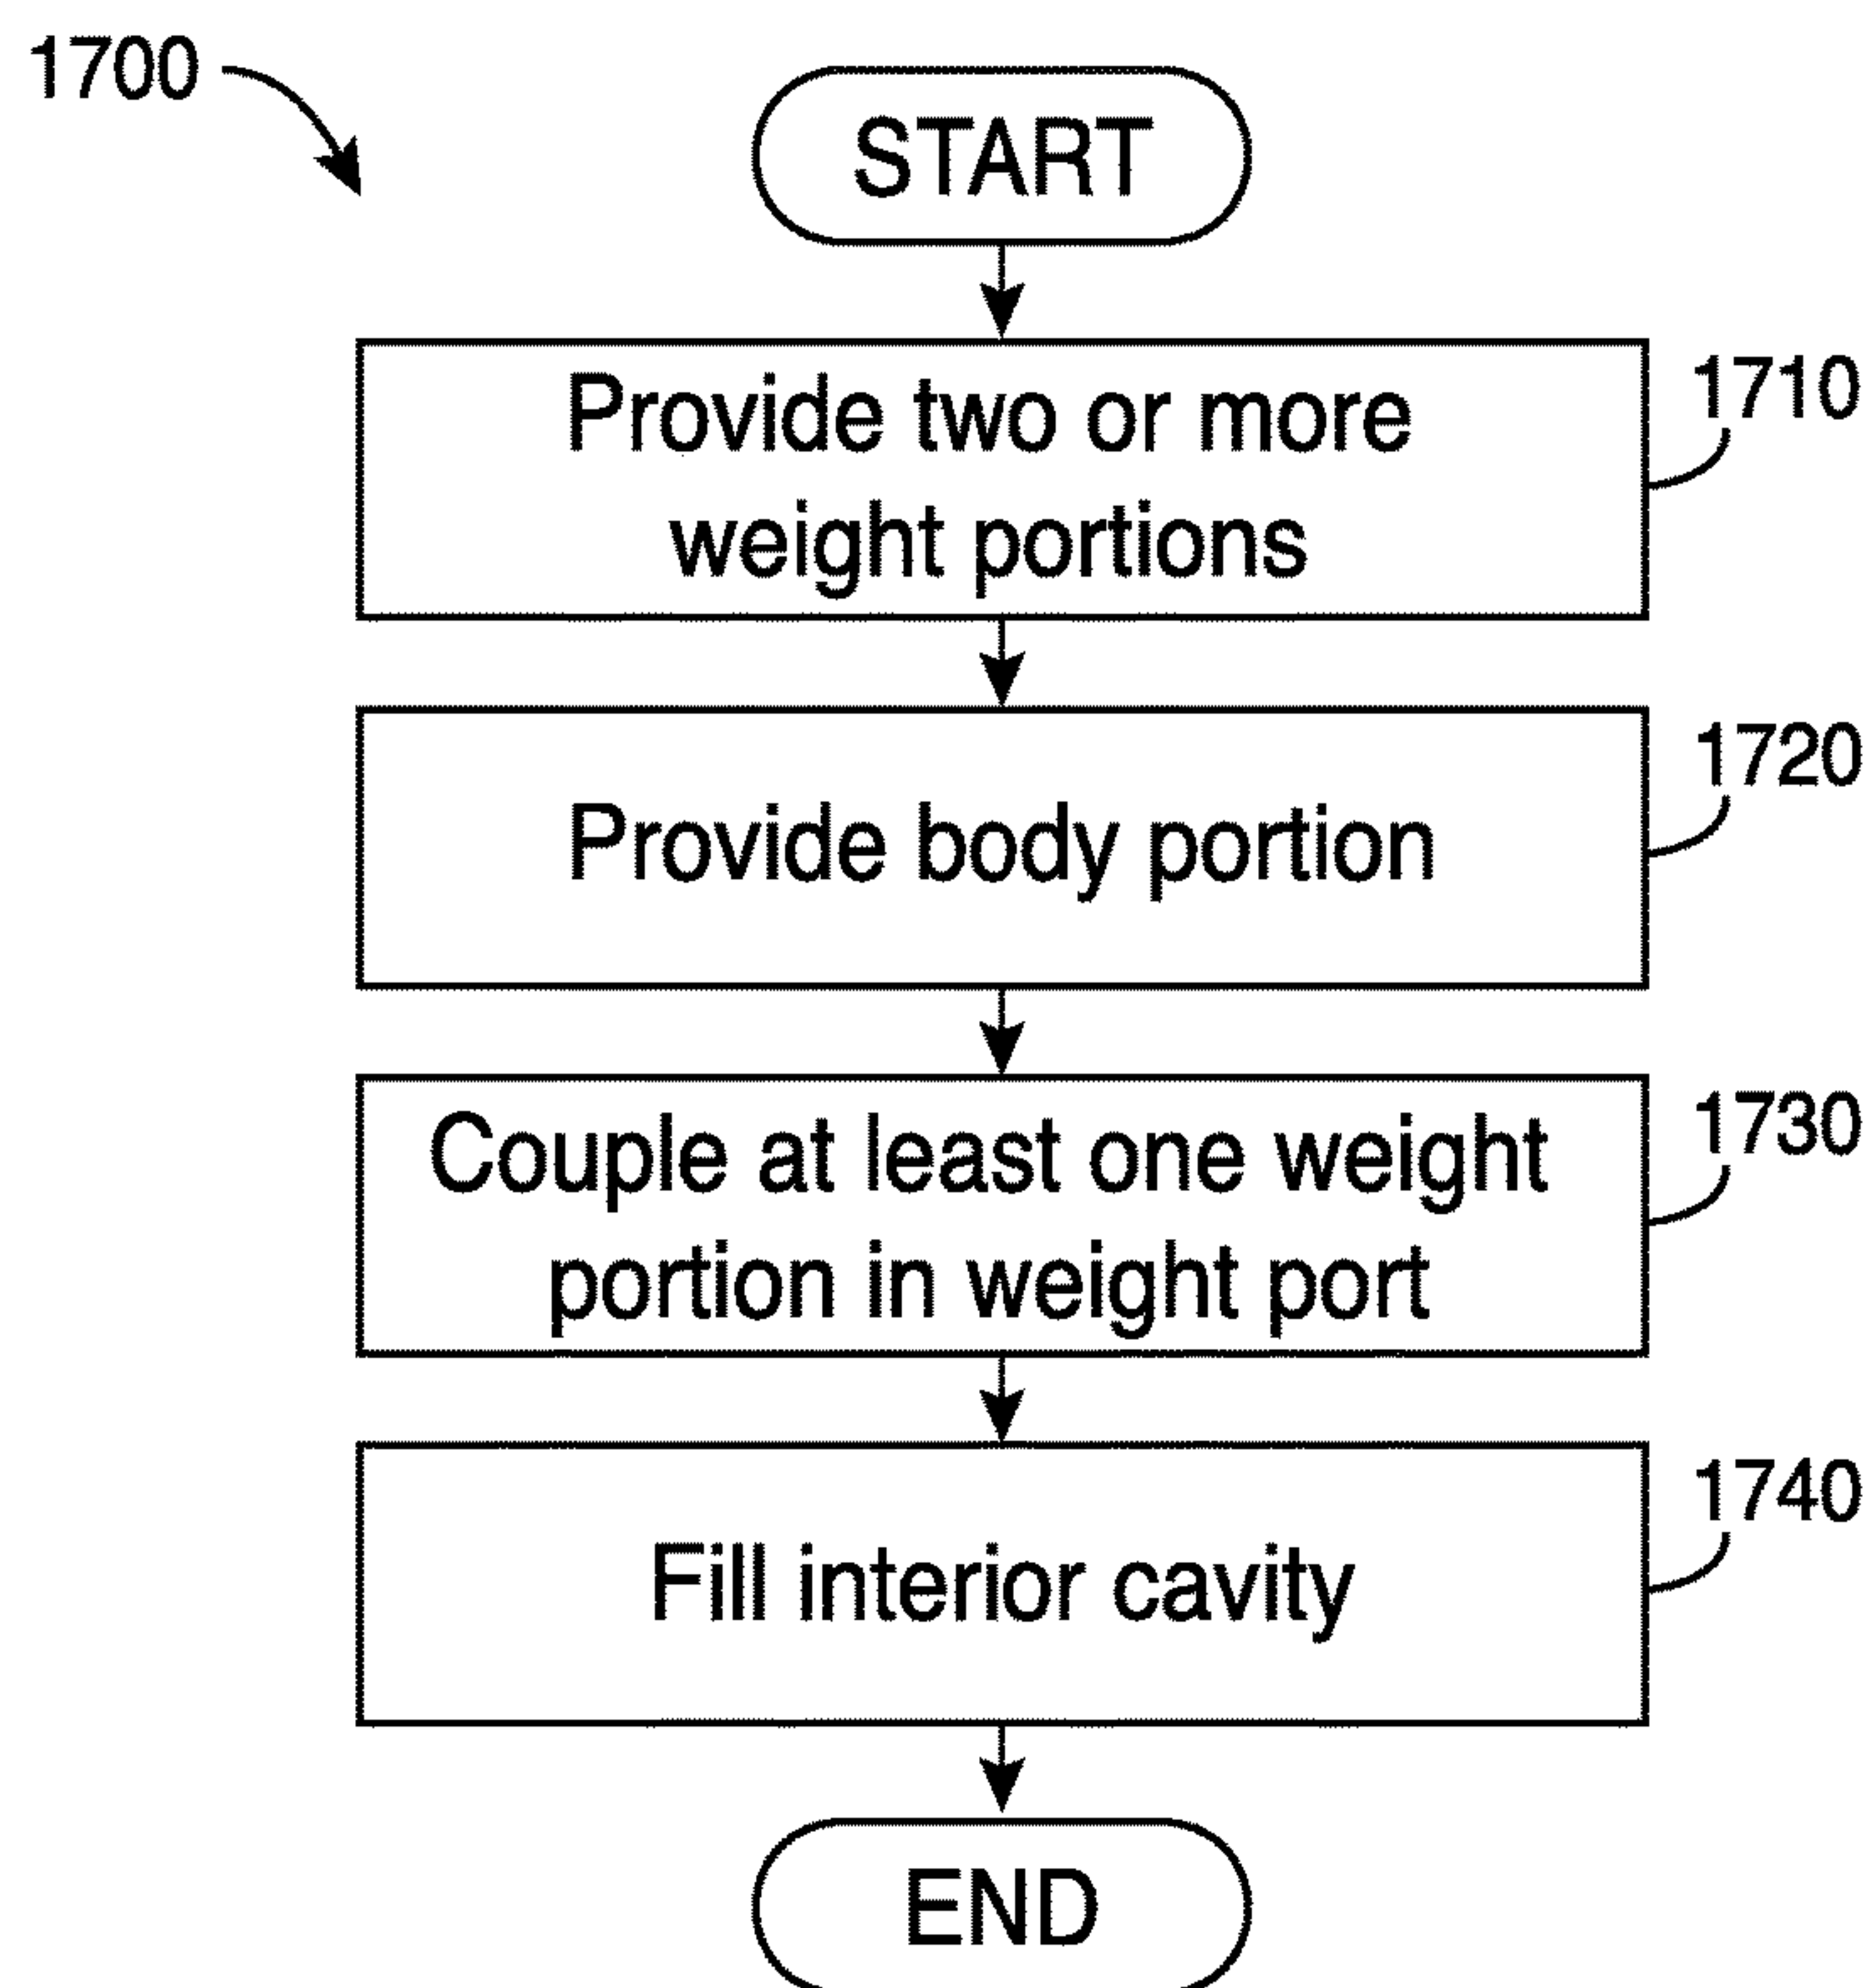 1700
START
Provide two or more
weight portions
1710
Provide body portion
1720
Couple at least one weight
portion in weight port
1730
Fill interior cavity
1740
END